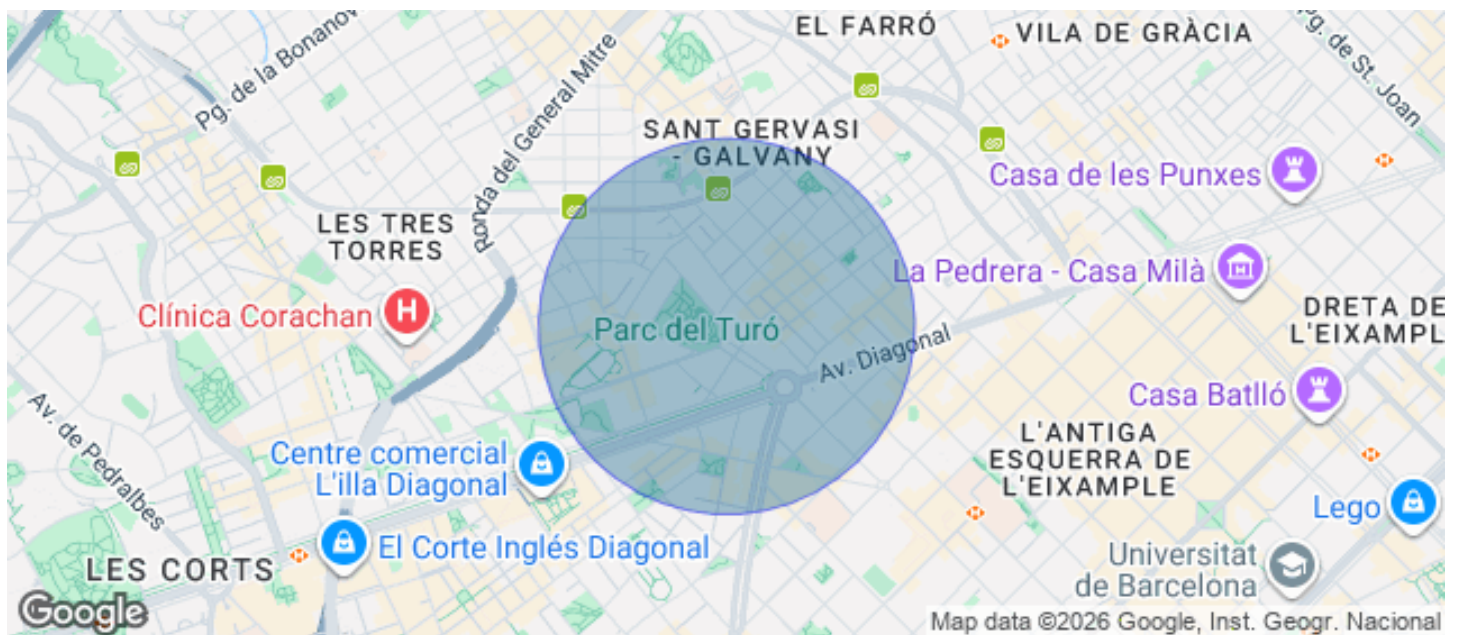 EL FARRÓ
VILA DE GRÀCIA
Pg. de la Bonanov
Pg. de St. Joan
Ronda del General Mitre
SANT GERVASI
- GALVANY
Casa de les Punxes
LES TRES
TORRES
La Pedrera - Casa Milà
Clínica Corachan
H
DRETA DE
L'EIXAMPL
Parc del Turó
Av. Diagonal
Casa Batlló
Av. de Pedralbes
L'ANTIGA
ESQUERRA DE
L'EIXAMPLE
Centre comercial
L'illa Diagonal
Lego
El Corte Inglés Diagonal
Universitat
de Barcelona
LES CORTS
Google
Map data ©2026 Google, Inst. Geogr. Nacional